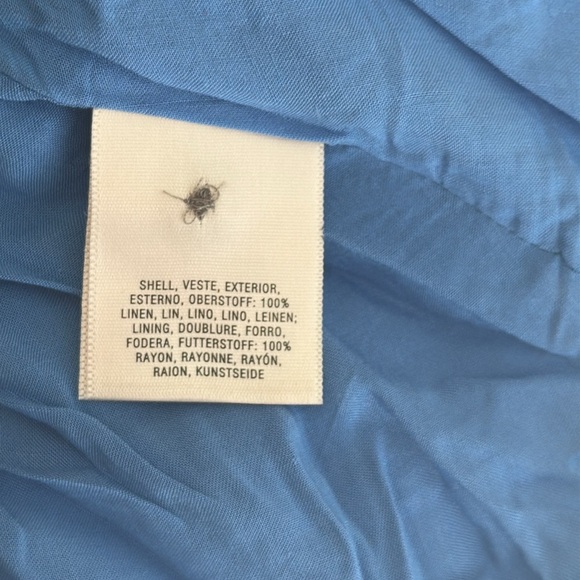 SHELL, VESTE, EXTERIOR,
ESTERNO, OBERSTOFF: 100%
LINEN, LIN, LINO, LINO, LEINEN;
LINING, DOUBLURE, FORRO,
FODERA, FUTTERSTOFF: 100%
RAYON, RAYONNE, RAYÓN,
RAION, KUNSTSEIDE